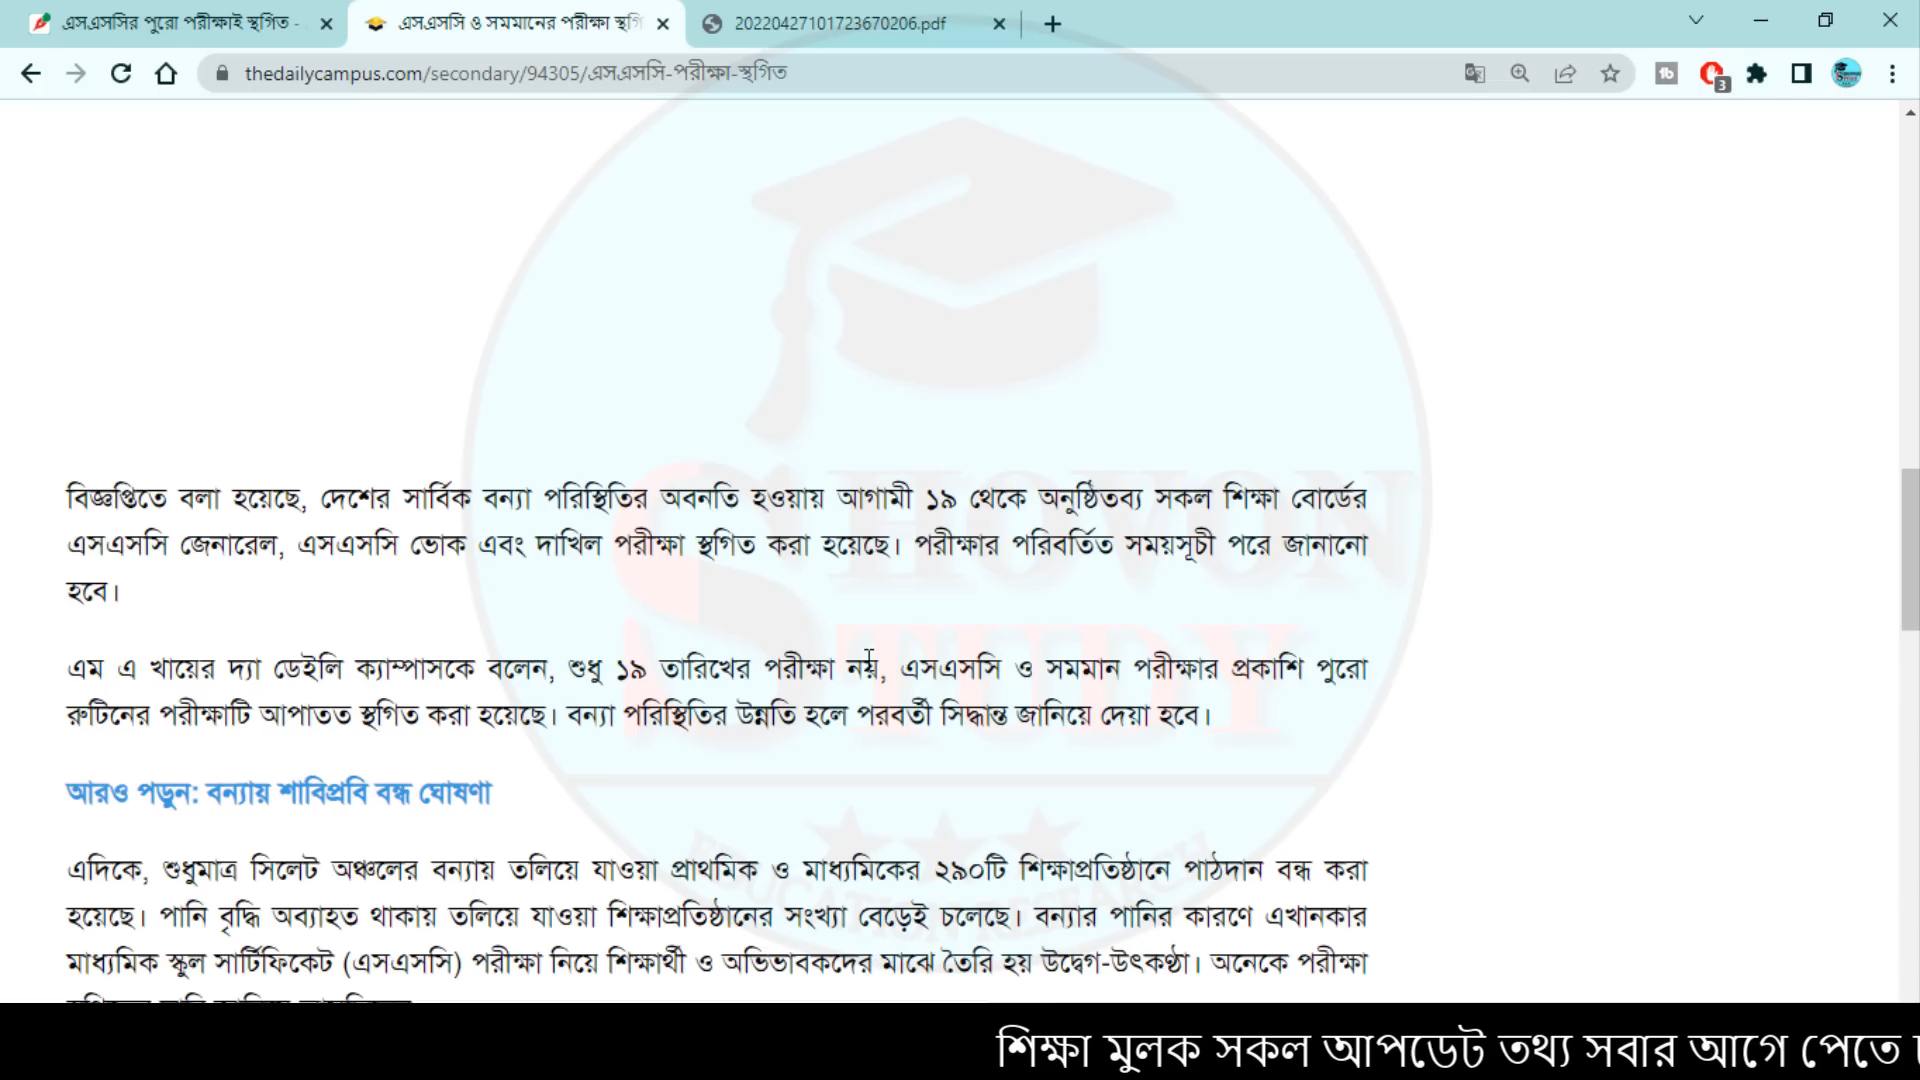 এসএসসির পুরো পরীক্ষাই স্থগিত -
এসএসসি ও সমমানের পরীক্ষা স্থগি
20220427101723670206.pdf
thedailycampus.com/secondary/94305/এসএসসি-পরীক্ষা-স্থগিত
3
বিজ্ঞপ্তিতে বলা হয়েছে, দেশের সার্বিক বন্যা পরিস্থিতির অবনতি হওয়ায় আগামী ১৯ থেকে অনুষ্ঠিতব্য সকল শিক্ষা বোর্ডের
এসএসসি জেনারেল, এসএসসি ভোক এবং দাখিল পরীক্ষা স্থগিত করা হয়েছে। পরীক্ষার পরিবর্তিত সময়সূচী পরে জানানো
হবে।
এম এ খায়ের দ্যা ডেইলি ক্যাম্পাসকে বলেন, শুধু ১৯ তারিখের পরীক্ষা নয়, এসএসসি ও সমমান পরীক্ষার প্রকাশি পুরো
রুটিনের পরীক্ষাটি আপাতত স্থগিত করা হয়েছে। বন্যা পরিস্থিতির উন্নতি হলে পরবর্তী সিদ্ধান্ত জানিয়ে দেয়া হবে।
আরও পড়ুন: বন্যায় শাবিপ্রবি বন্ধ ঘোষণা
এদিকে, শুধুমাত্র সিলেট অঞ্চলের বন্যায় তলিয়ে যাওয়া প্রাথমিক ও মাধ্যমিকের ২৯০টি শিক্ষাপ্রতিষ্ঠানে পাঠদান বন্ধ করা
হয়েছে। পানি বৃদ্ধি অব্যাহত থাকায় তলিয়ে যাওয়া শিক্ষাপ্রতিষ্ঠানের সংখ্যা বেড়েই চলেছে। বন্যার পানির কারণে এখানকার
মাধ্যমিক স্কুল সার্টিফিকেট (এসএসসি) পরীক্ষা নিয়ে শিক্ষার্থী ও অভিভাবকদের মাঝে তৈরি হয় উদ্বেগ-উৎকণ্ঠা। অনেকে পরীক্ষা
SHOVON
STUDY
EDUCATION RESEARCH
শিক্ষা মুলক সকল আপডেট তথ্য সবার আগে পেতে